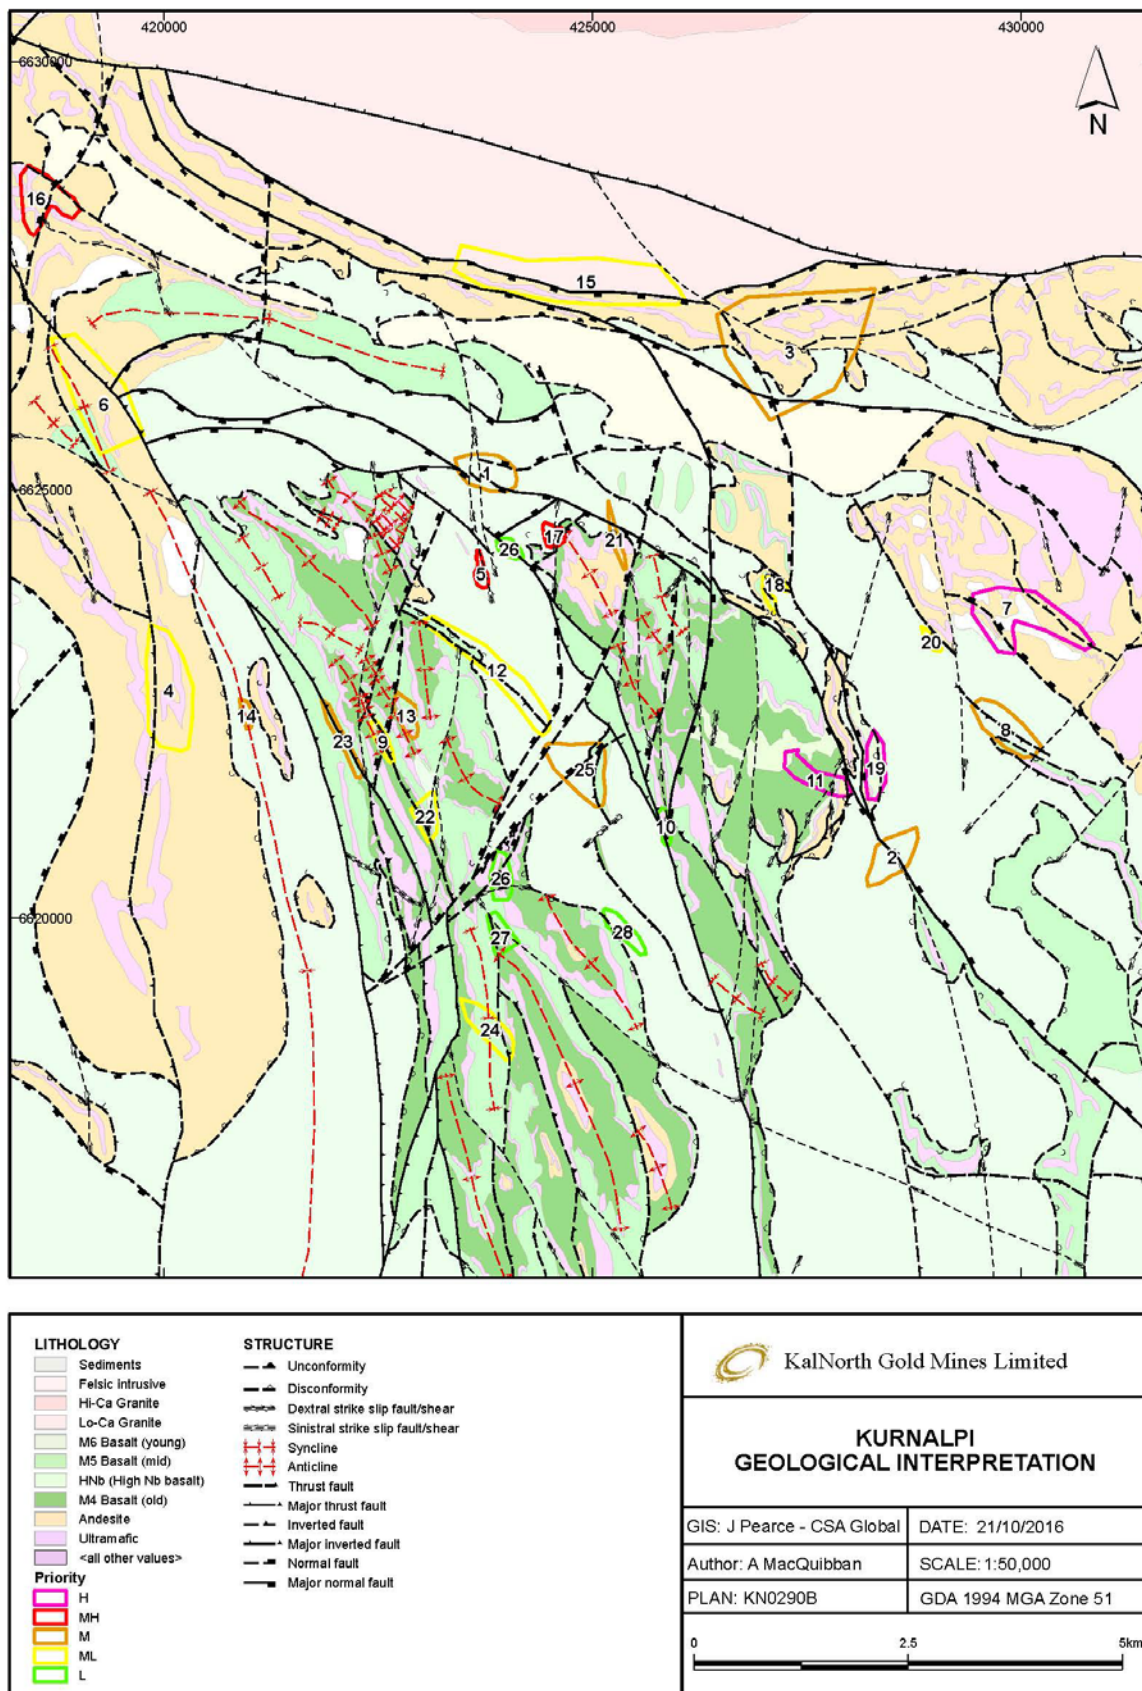 420000 425000 430000
6630000
N
16
15
3
6
1
6625000
17
21
26
5
18
7
20
12
4
14
13
8
23
9
25
19
11
22
10
2
26
6620000
27
28
24
LITHOLOGY
Sediments
Felsic intrusive
Hi-Ca Granite
Lo-Ca Granite
M6 Basalt (young)
M5 Basalt (mid)
HNb (High Nb basalt)
M4 Basalt (old)
Andesite
Ultramafic
<all other values>
Priority
H
MH
M
ML
L
STRUCTURE
Unconformity
Disconformity
Dextral strike slip fault/shear
Sinistral strike slip fault/shear
Syncline
Anticline
Thrust fault
Major thrust fault
Inverted fault
Major inverted fault
Normal fault
Major normal fault
KalNorth Gold Mines Limited
KURNALPI
GEOLOGICAL INTERPRETATION
GIS: J Pearce - CSA Global DATE: 21/10/2016
Author: A MacQuibban SCALE: 1:50,000
PLAN: KN0290B GDA 1994 MGA Zone 51
0 2.5 5km